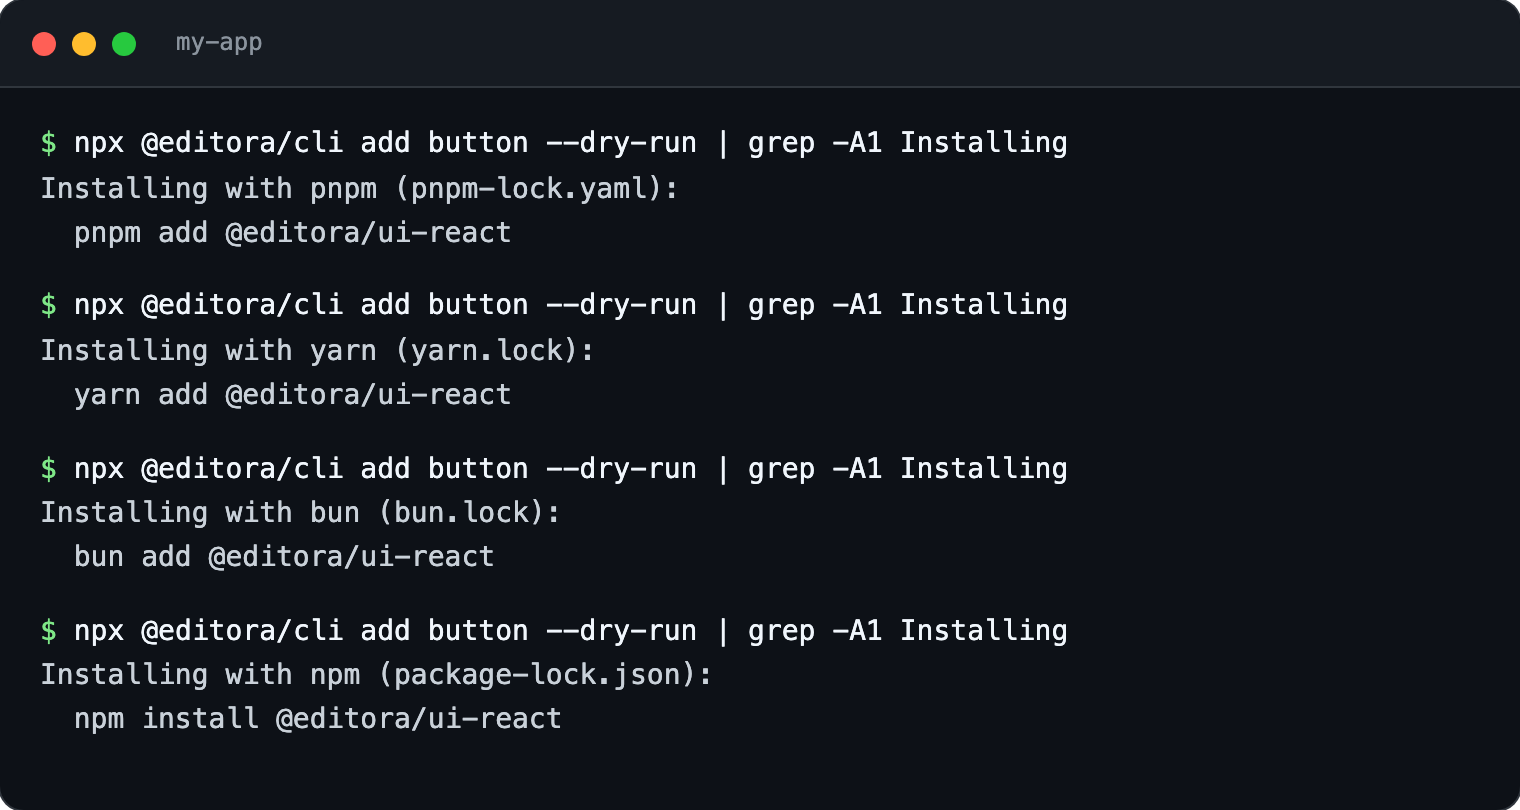 my-app
$ npx @editora/cli add button --dry-run | grep -A1 Installing
Installing with pnpm (pnpm-lock.yaml):
  pnpm add @editora/ui-react
$ npx @editora/cli add button --dry-run | grep -A1 Installing
Installing with yarn (yarn.lock):
  yarn add @editora/ui-react
$ npx @editora/cli add button --dry-run | grep -A1 Installing
Installing with bun (bun.lock):
  bun add @editora/ui-react
$ npx @editora/cli add button --dry-run | grep -A1 Installing
Installing with npm (package-lock.json):
  npm install @editora/ui-react